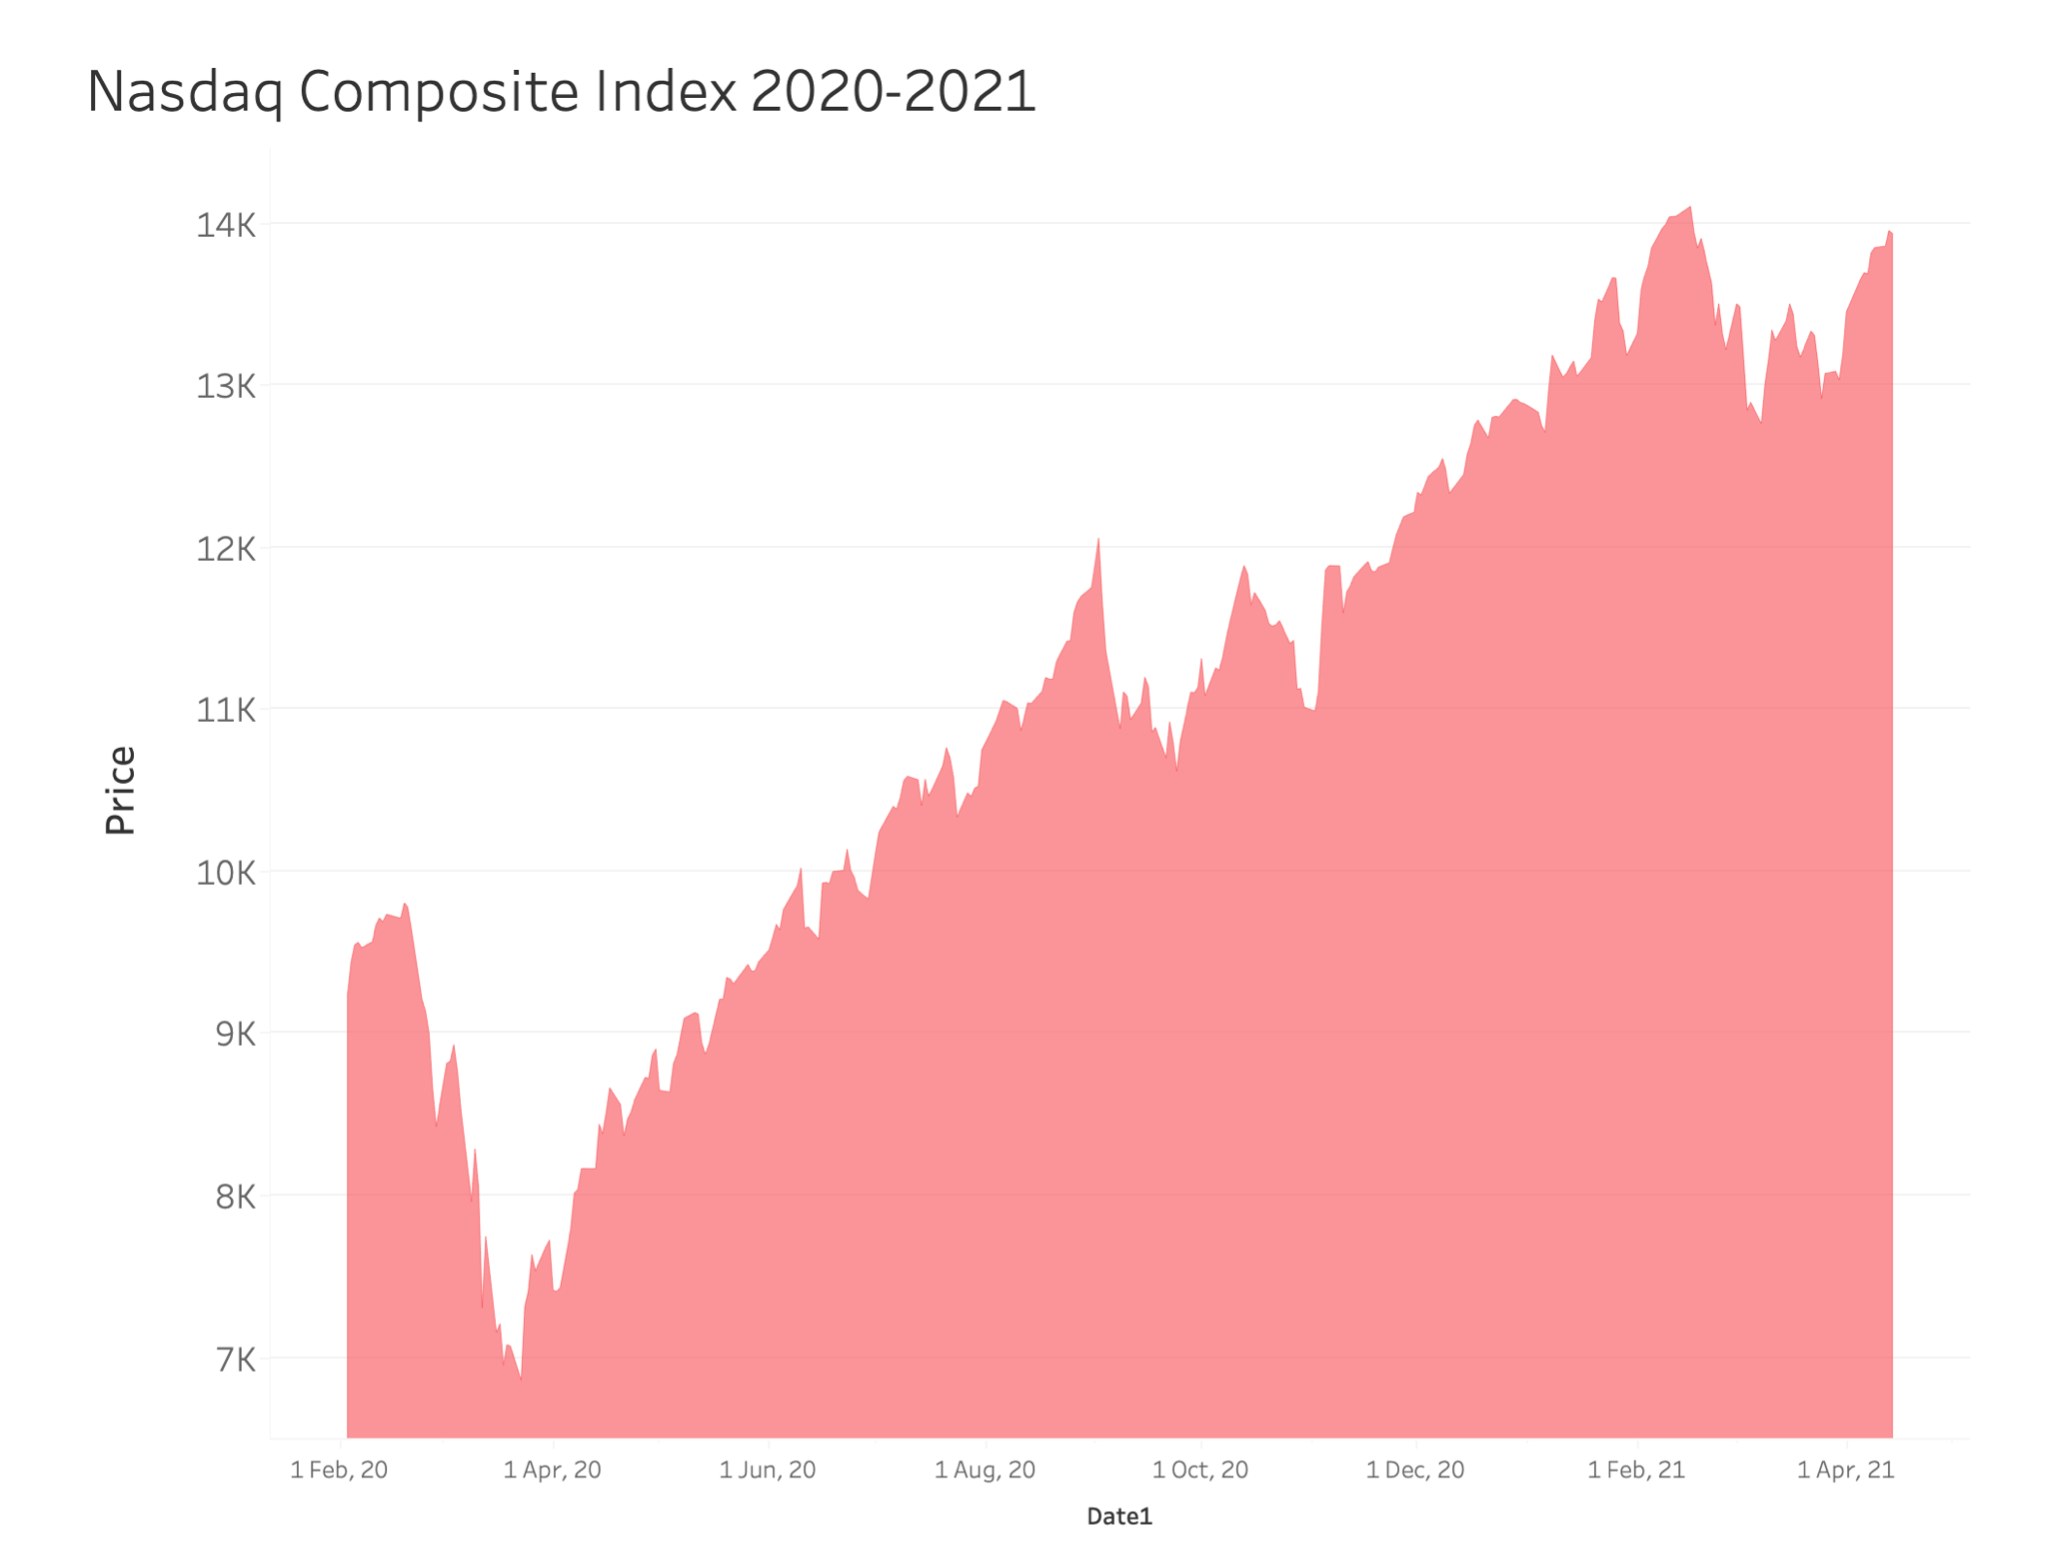 Nasdaq Composite Index 2020-2021
14K
13K
12K
11K
10K
9K
8K
7K
Price
1 Feb, 20
1 Apr, 20
1 Jun, 20
1 Aug, 20
1 Oct, 20
1 Dec, 20
1 Feb, 21
1 Apr, 21
Date1